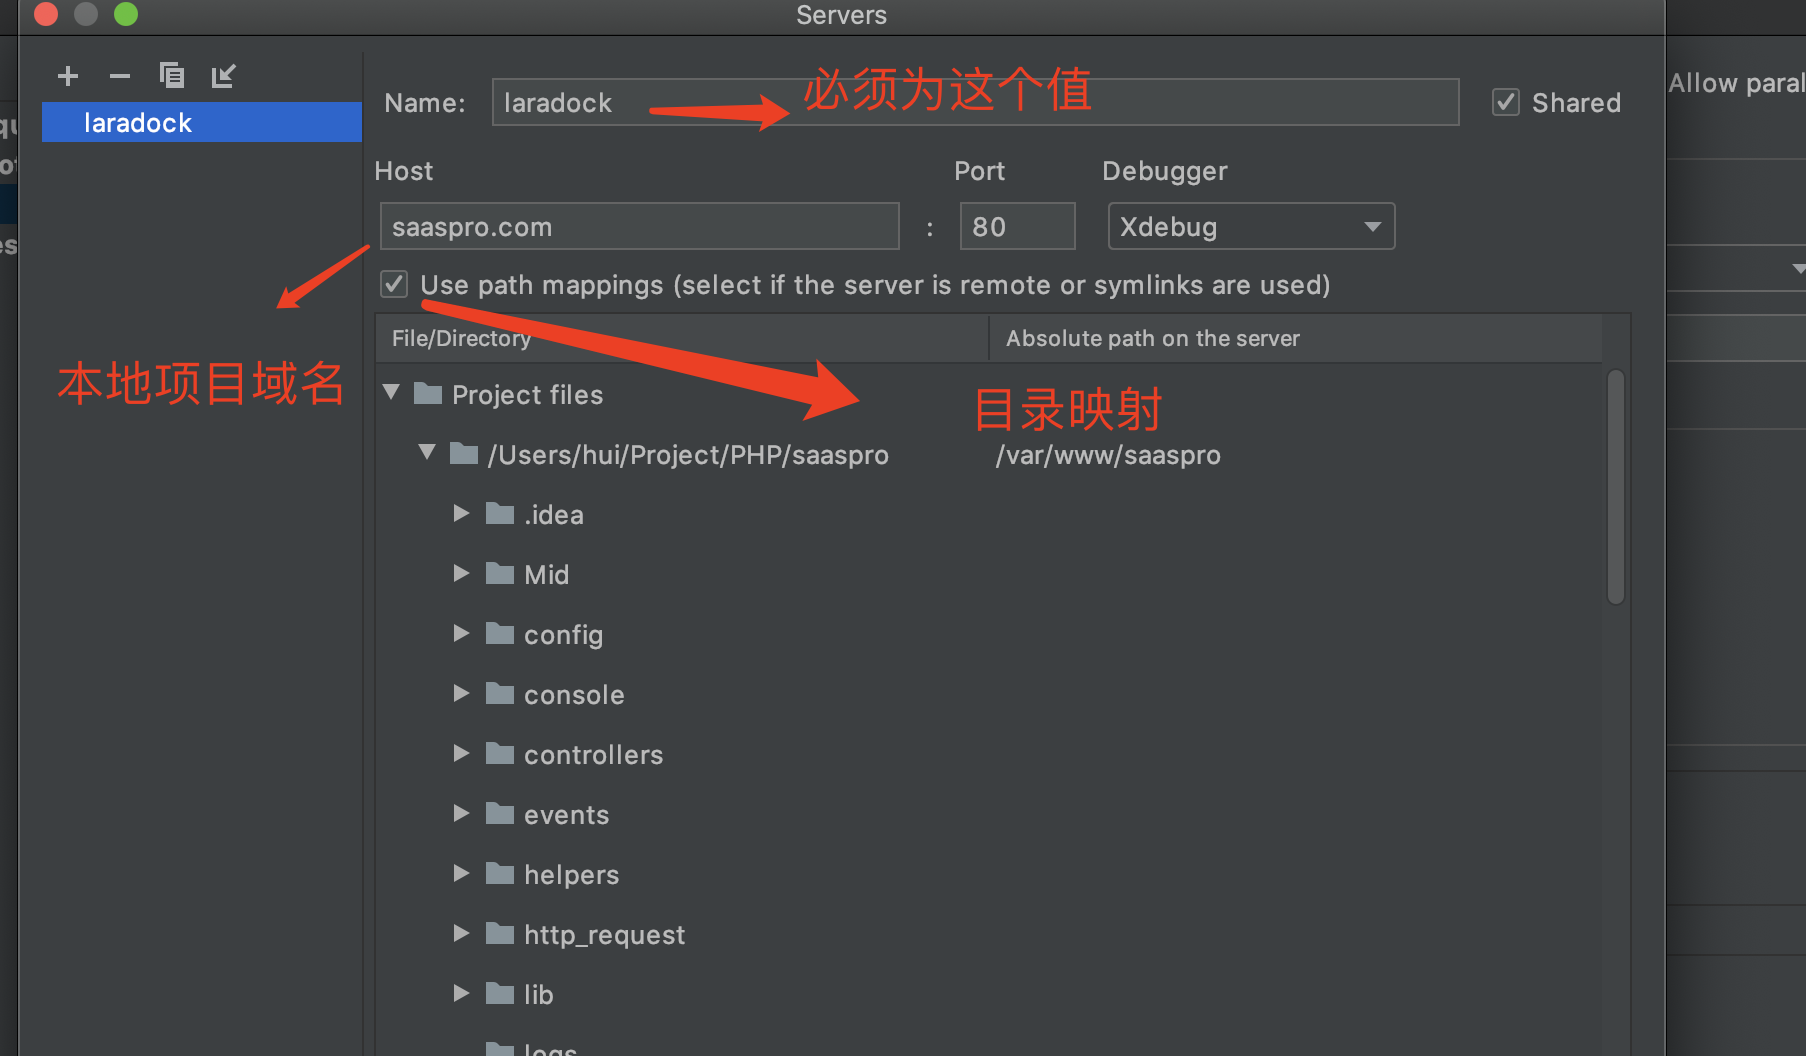 Servers
Allow paral
laradock
Name: laradock 必须为这个值 Shared
Host Port Debugger
saaspro.com : 80 Xdebug
Use path mappings (select if the server is remote or symlinks are used)
File/Directory Absolute path on the server
本地项目域名
Project files
目录映射
/Users/hui/Project/PHP/saaspro /var/www/saaspro
.idea
Mid
config
console
controllers
events
helpers
http_request
lib
logs